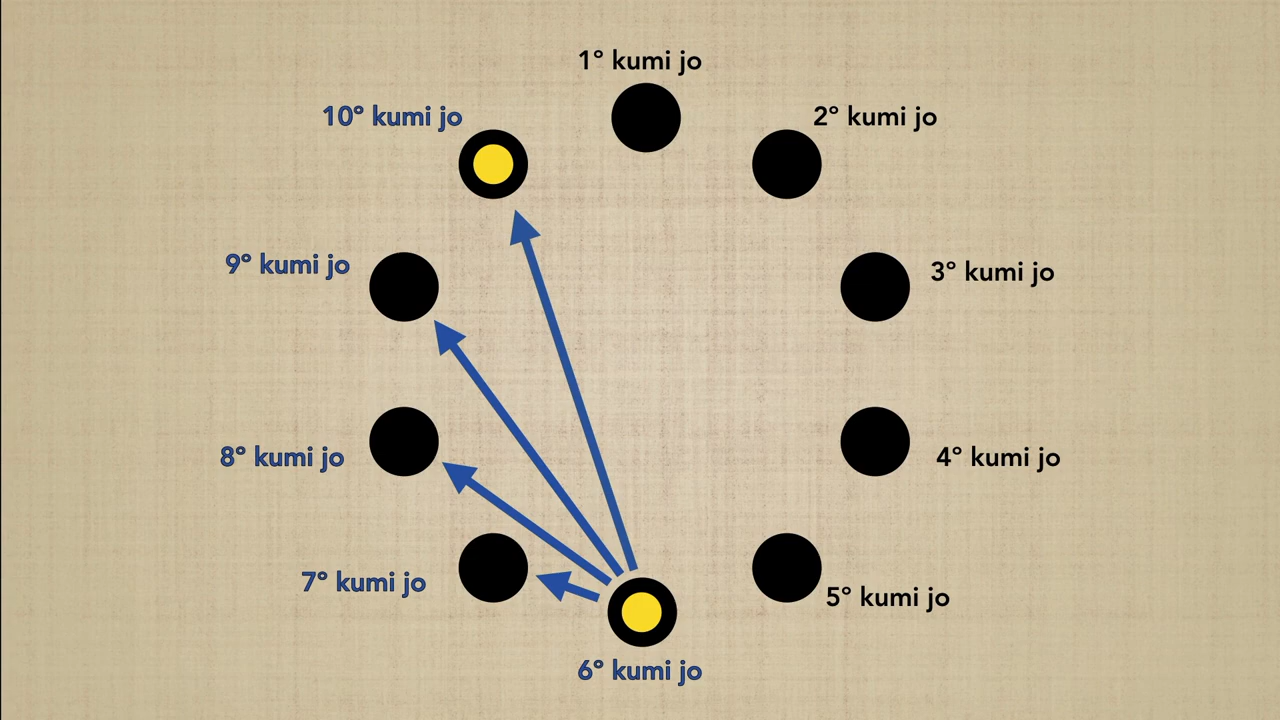 1° kumi jo
2° kumi jo
3° kumi jo
4° kumi jo
5° kumi jo
6° kumi jo
7° kumi jo
8° kumi jo
9° kumi jo
10° kumi jo